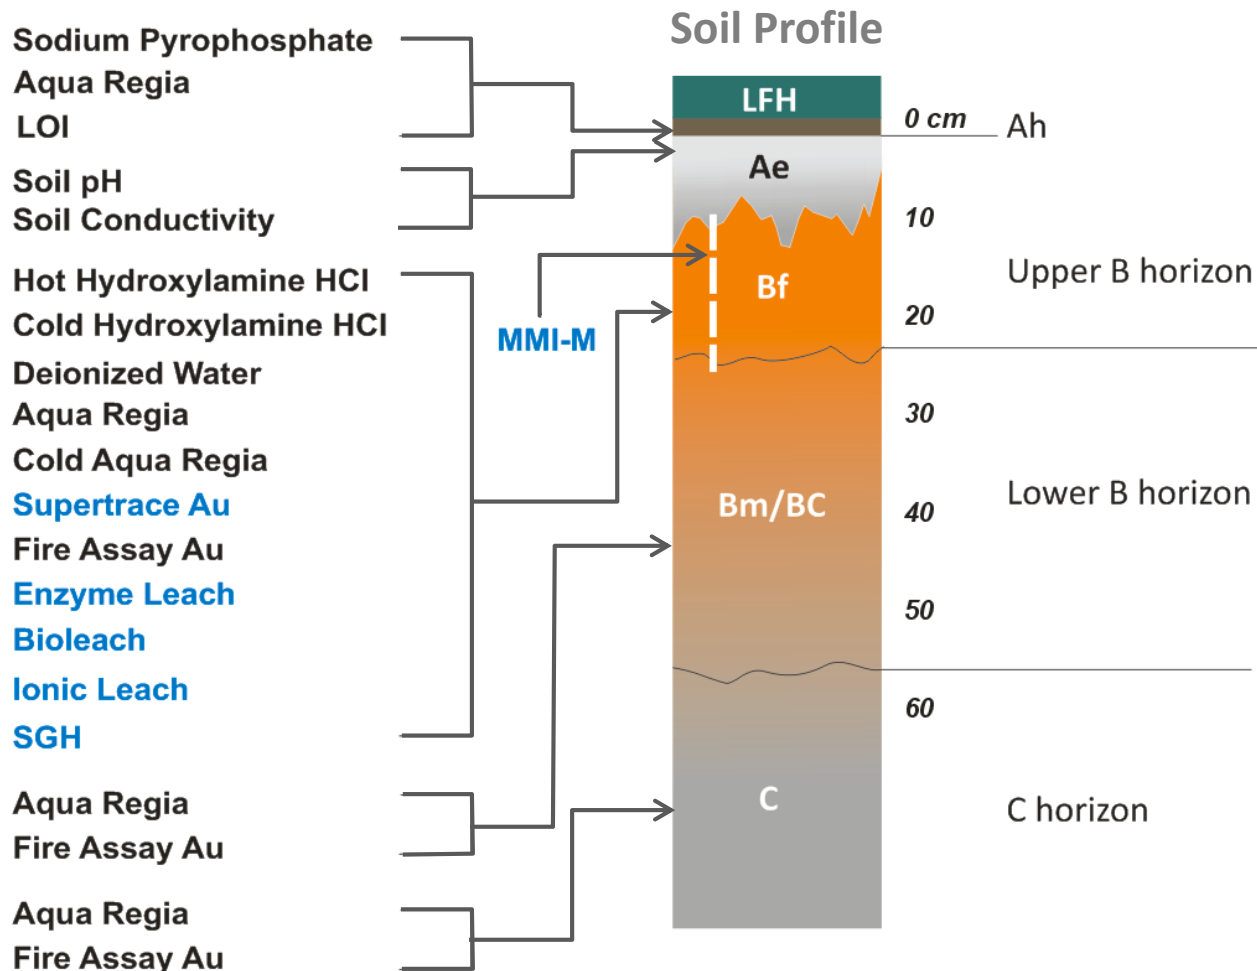 Soil Profile
Sodium Pyrophosphate
Aqua Regia
LOI
Soil pH
Soil Conductivity
Hot Hydroxylamine HCl
Cold Hydroxylamine HCl
Deionized Water
Aqua Regia
Cold Aqua Regia
Supertrace Au
Fire Assay Au
Enzyme Leach
Bioleach
Ionic Leach
SGH
Aqua Regia
Fire Assay Au
Aqua Regia
Fire Assay Au
MMI-M
LFH
Ae
Bf
Bm/BC
C
0 cm
10
20
30
40
50
60
Ah
Upper B horizon
Lower B horizon
C horizon